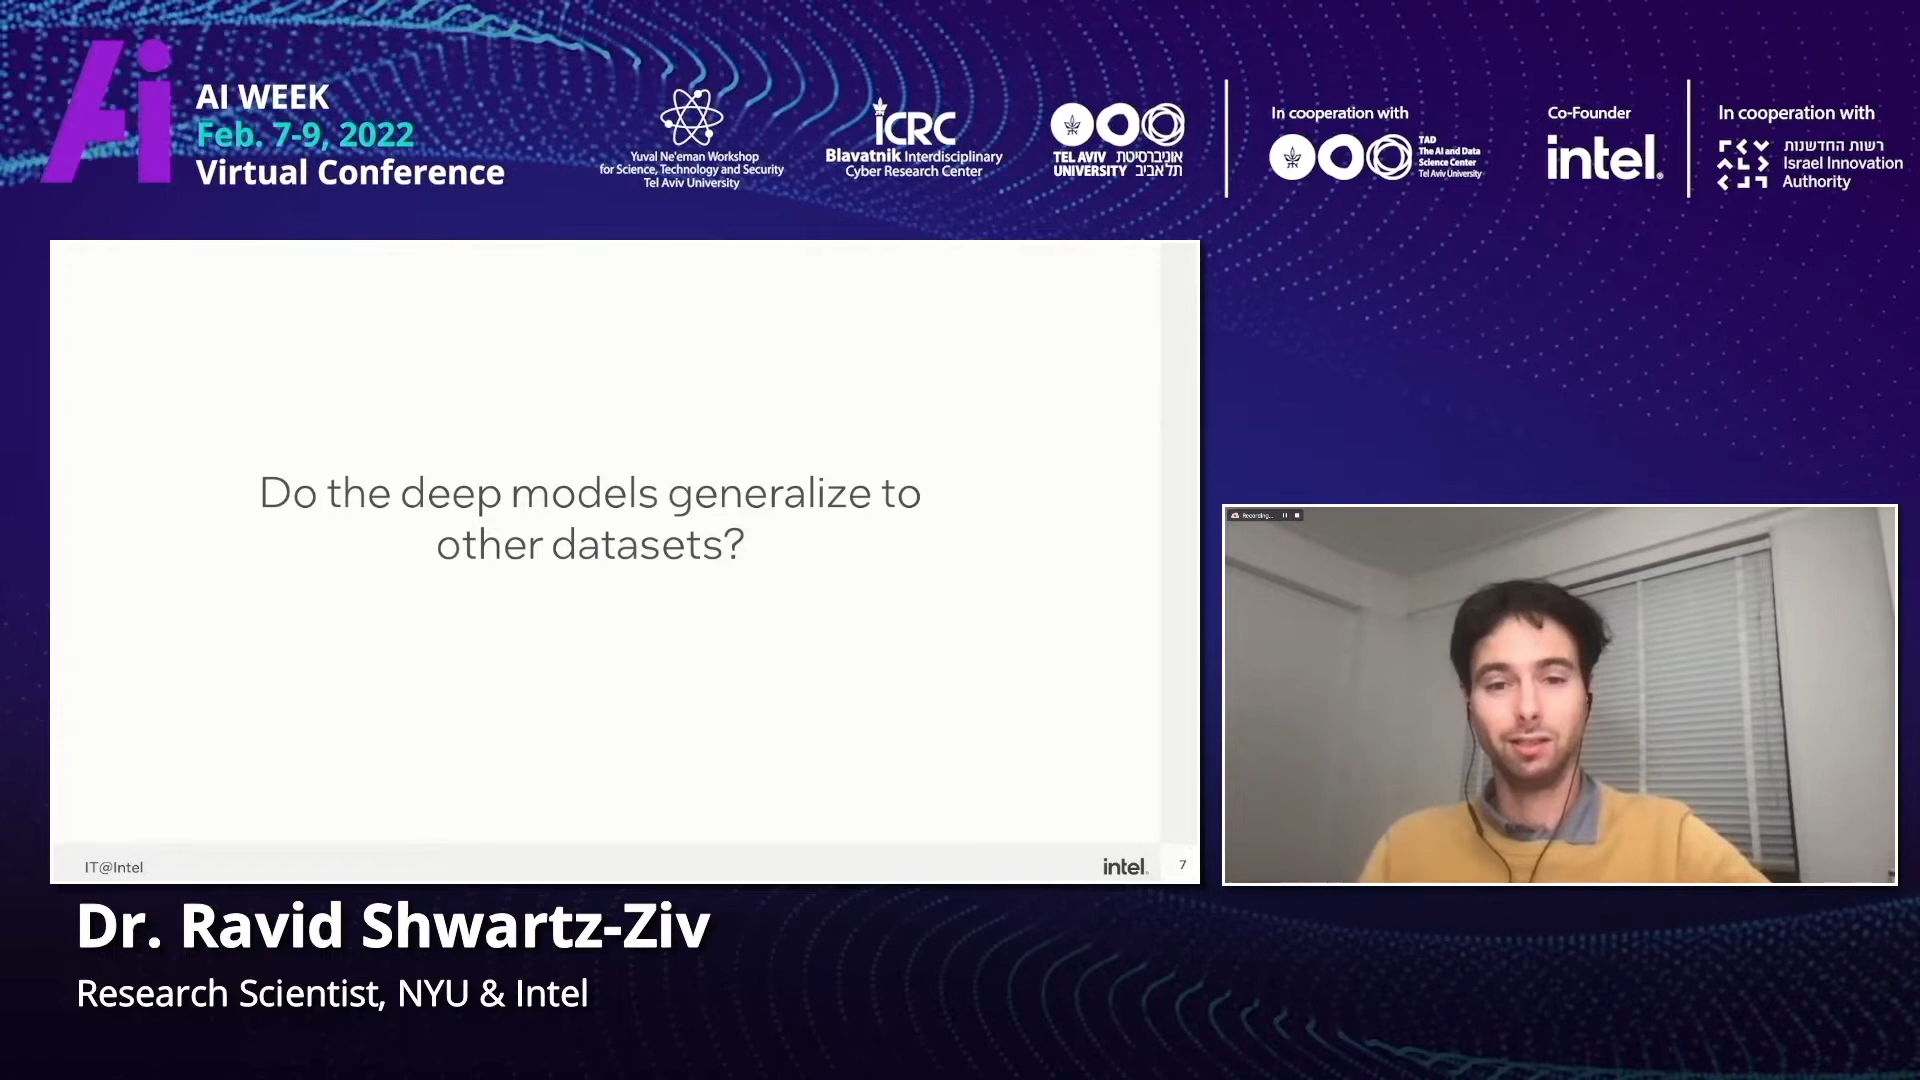 Ai
AI WEEK
Feb. 7-9, 2022
Virtual Conference
Yuval Ne'eman Workshop
for Science, Technology and Security
Tel Aviv University
iCRC
Blavatnik Interdisciplinary
Cyber Research Center
TEL AVIV אוניברסיטת
UNIVERSITY תל אביב
In cooperation with
TAD
The AI and Data
Science Center
Tel Aviv University
Co-Founder
intel.
In cooperation with
רשות החדשנות
Israel Innovation
Authority
Do the deep models generalize to
other datasets?
IT@Intel
intel.
7
Recording...
Dr. Ravid Shwartz-Ziv
Research Scientist, NYU & Intel